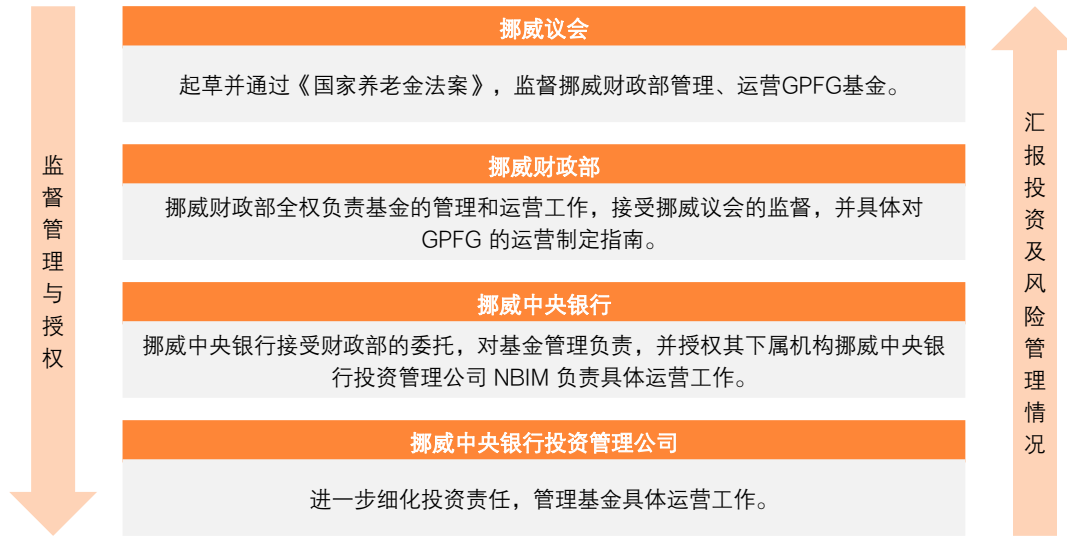 监督管理与授权
挪威议会
起草并通过《国家养老金法案》，监督挪威财政部管理、运营GPFG基金。
挪威财政部
挪威财政部全权负责基金的管理和运营工作，接受挪威议会的监督，并具体对
GPFG 的运营制定指南。
挪威中央银行
挪威中央银行接受财政部的委托，对基金管理负责，并授权其下属机构挪威中央银
行投资管理公司 NBIM 负责具体运营工作。
挪威中央银行投资管理公司
进一步细化投资责任，管理基金具体运营工作。
汇报投资及风险管理情况